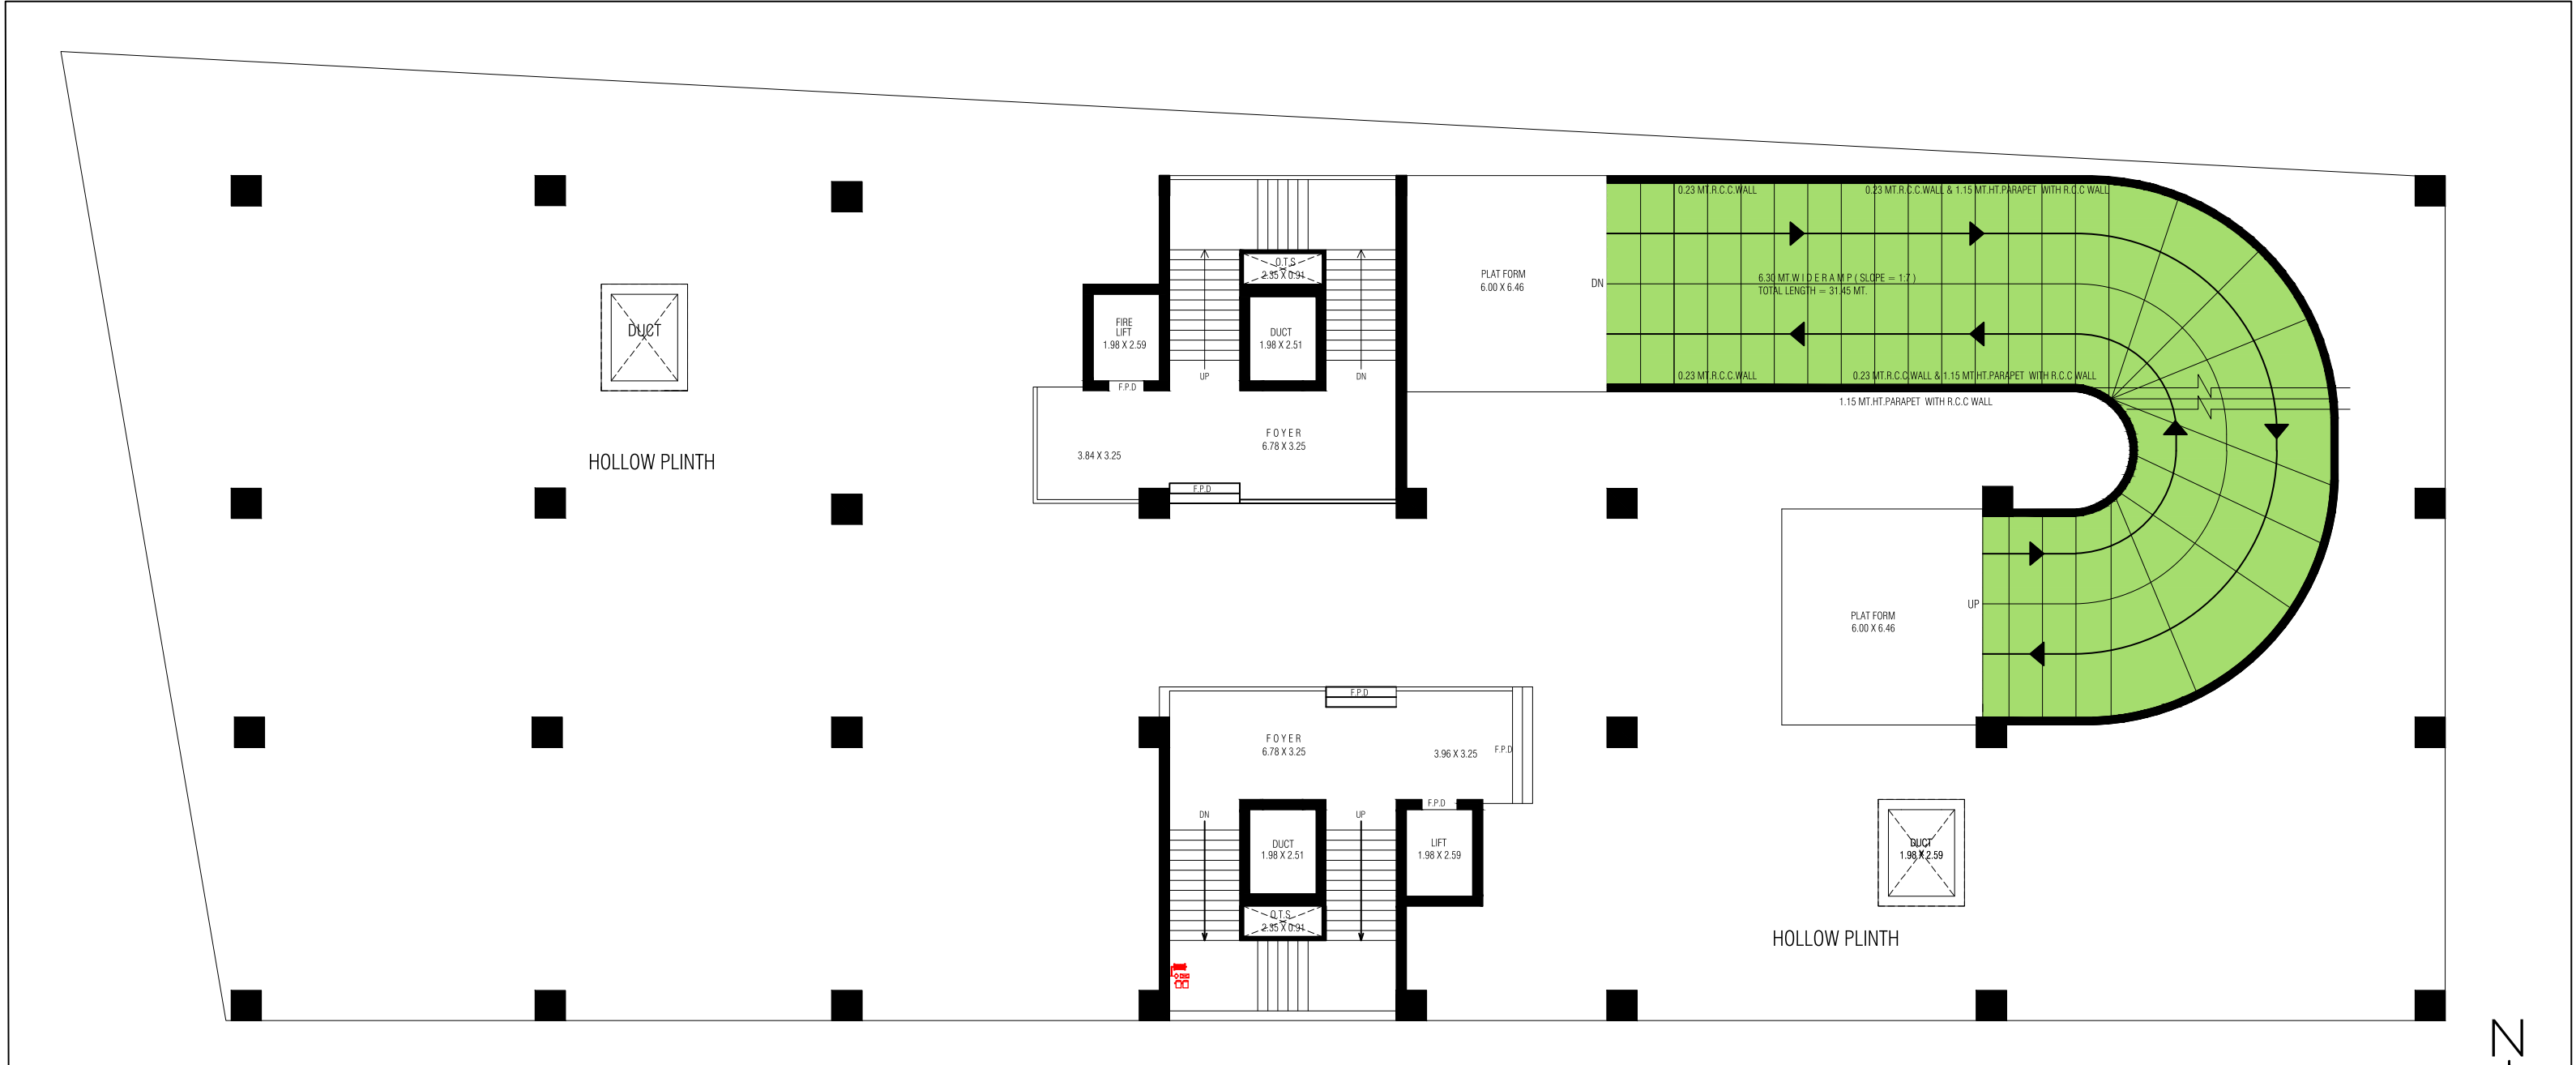 0.23 MT.R.C.C.WALL
0.23 MT.R.C.C.WALL & 1.15 MT.HT.PARAPET WITH R.C.C WALL
O.T.S
2.35 X 0.91
PLAT FORM
6.00 X 6.46
DN
6.30 MT.W I D E R A M P ( SLOPE = 1:7 )
TOTAL LENGTH = 31.45 MT.
DUCT
FIRE
LIFT
1.98 X 2.59
DUCT
1.98 X 2.51
UP
DN
F.P.D
0.23 MT.R.C.C.WALL
0.23 MT.R.C.C.WALL & 1.15 MT.HT.PARAPET WITH R.C.C WALL
1.15 MT.HT.PARAPET WITH R.C.C WALL
HOLLOW PLINTH
3.84 X 3.25
F O Y E R
6.78 X 3.25
F.P.D
UP
PLAT FORM
6.00 X 6.46
F.P.D
F O Y E R
6.78 X 3.25
3.96 X 3.25
F.P.D
F.P.D
DN
UP
DUCT
1.98 X 2.51
LIFT
1.98 X 2.59
DUCT
1.98 X 2.59
O.T.S
2.35 X 0.91
HOLLOW PLINTH
N